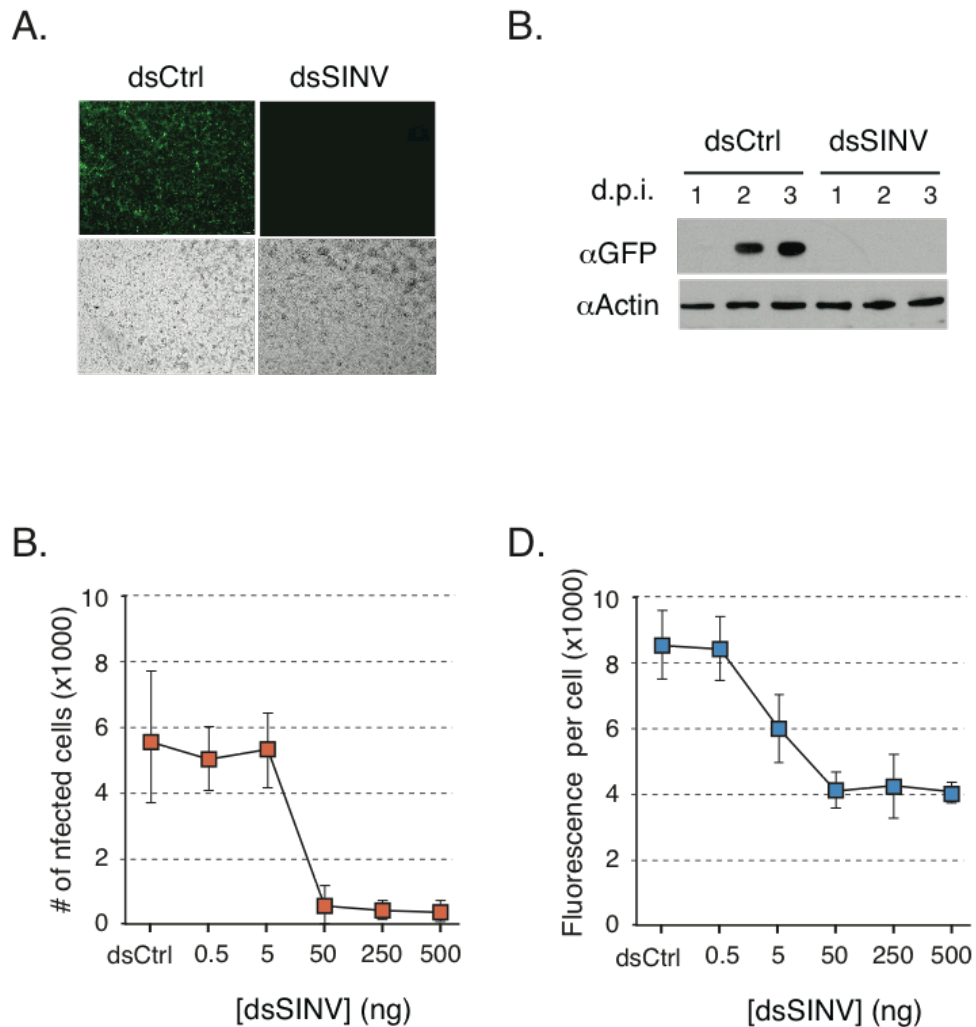 A.
dsCtrl dsSINV
B.
dsCtrl dsSINV
d.p.i. 1 2 3 1 2 3
αGFP
αActin
B.
# of nfected cells (x1000)
10
8
6
4
2
0
dsCtrl 0.5 5 50 250 500
[dsSINV] (ng)
D.
Fluorescence per cell (x1000)
10
8
6
4
2
0
dsCtrl 0.5 5 50 250 500
[dsSINV] (ng)